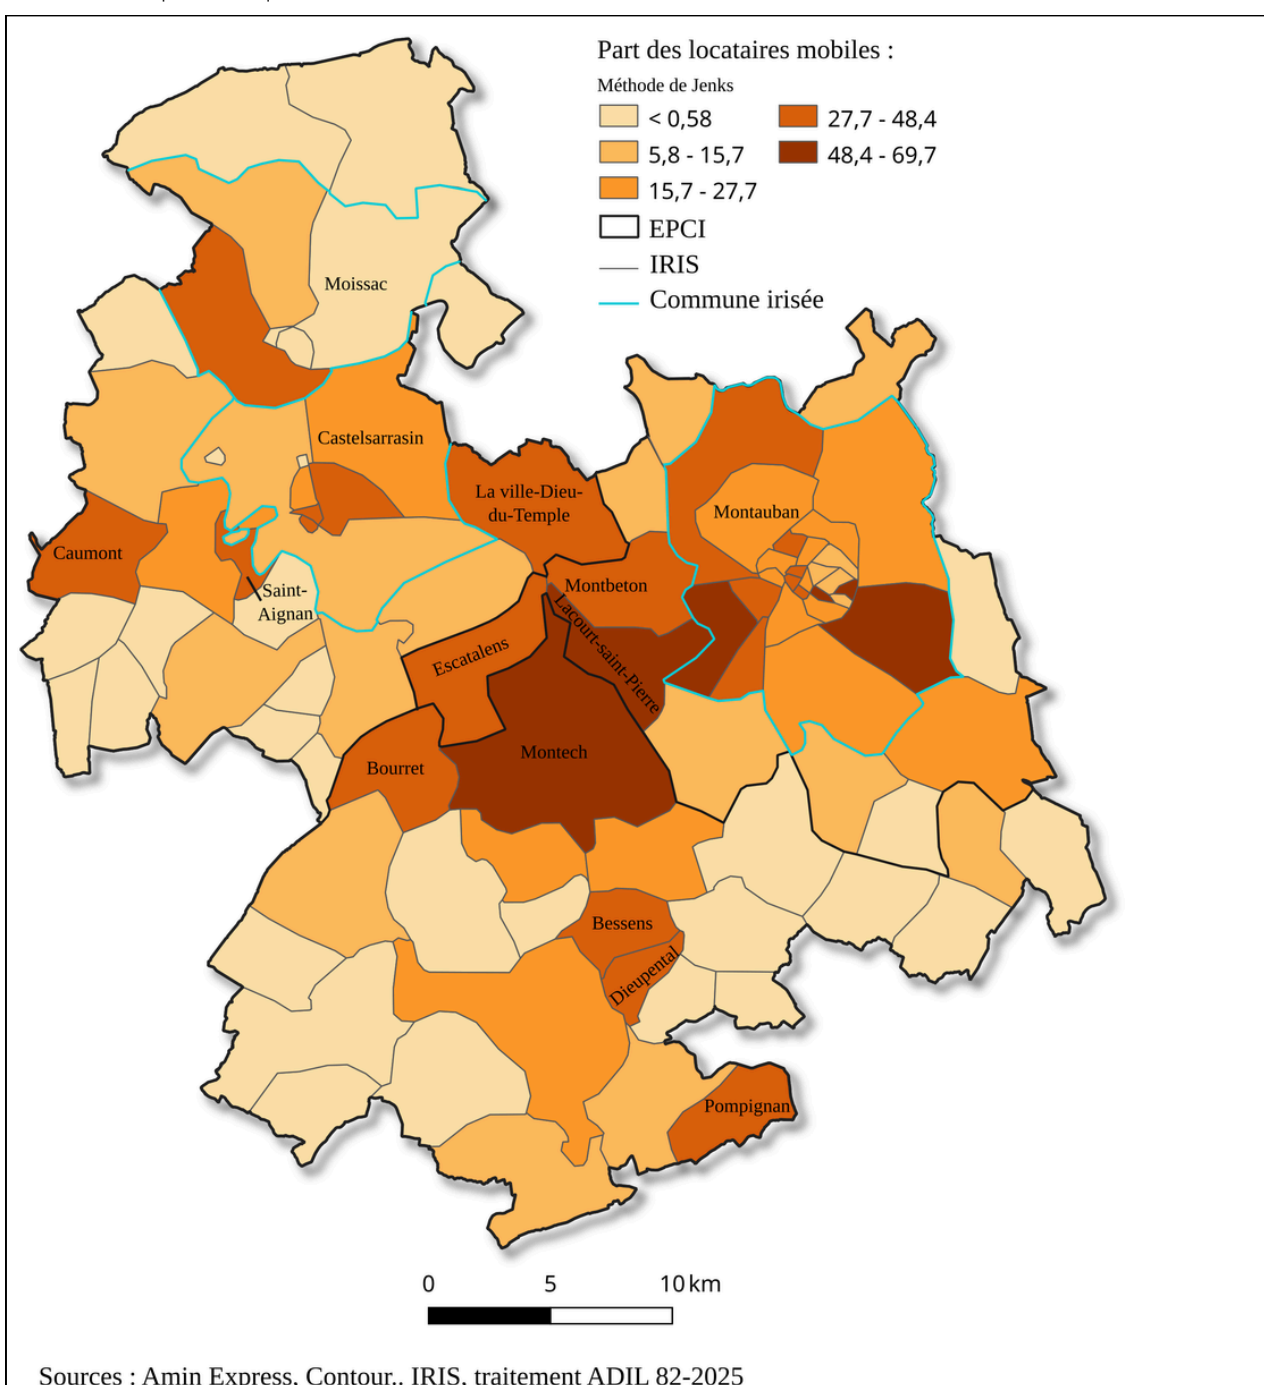 Part des locataires mobiles :
Méthode de Jenks
< 0,58
5,8 - 15,7
15,7 - 27,7
27,7 - 48,4
48,4 - 69,7
EPCI
IRIS
Commune irisée
Moissac
Castelsarrasin
La ville-Dieu-
du-Temple
Montauban
Caumont
Saint-
Aignan
Montbeton
Lacourt-saint-Pierre
Escatalens
Montech
Bourret
Bessens
Dieupental
Pompignan
0 5 10 km
Sources : Amin Express, Contour.. IRIS, traitement ADIL 82-2025